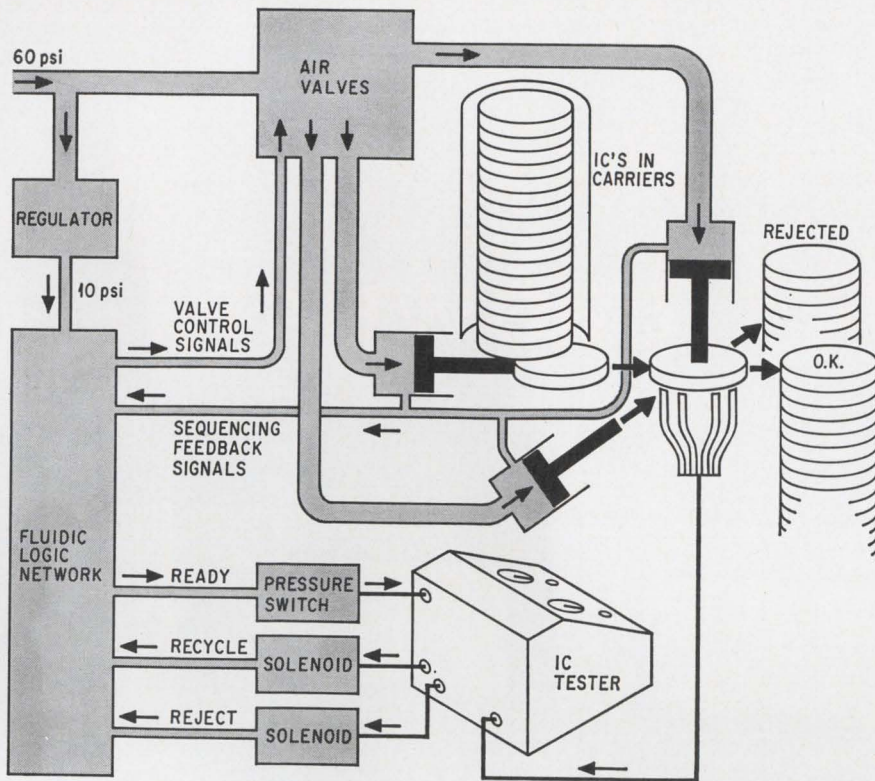 60 psi
AIR
VALVES
IC'S IN
CARRIERS
REGULATOR
REJECTED
10 psi
VALVE
CONTROL
SIGNALS
O.K.
SEQUENCING
FEEDBACK
SIGNALS
FLUIDIC
LOGIC
NETWORK
READY
PRESSURE
SWITCH
RECYCLE
SOLENOID
IC
TESTER
REJECT
SOLENOID